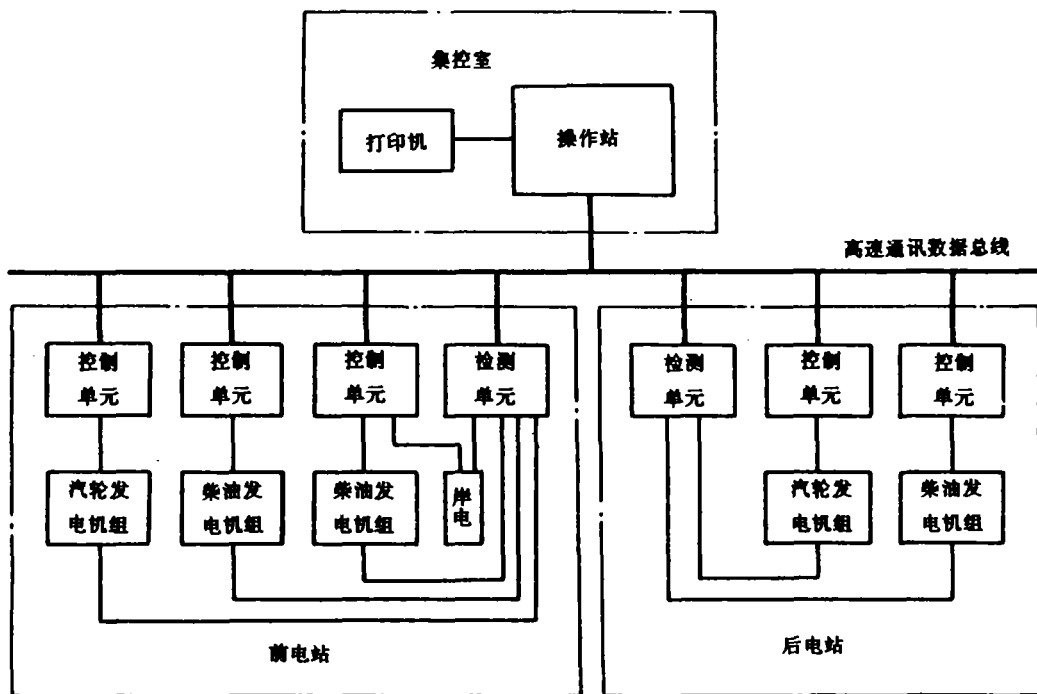 集控室
打印机
操作站
高速通讯数据总线
控制
单元
控制
单元
控制
单元
检测
单元
检测
单元
控制
单元
控制
单元
汽轮发
电机组
柴油发
电机组
柴油发
电机组
岸
电
汽轮发
电机组
柴油发
电机组
前电站
后电站